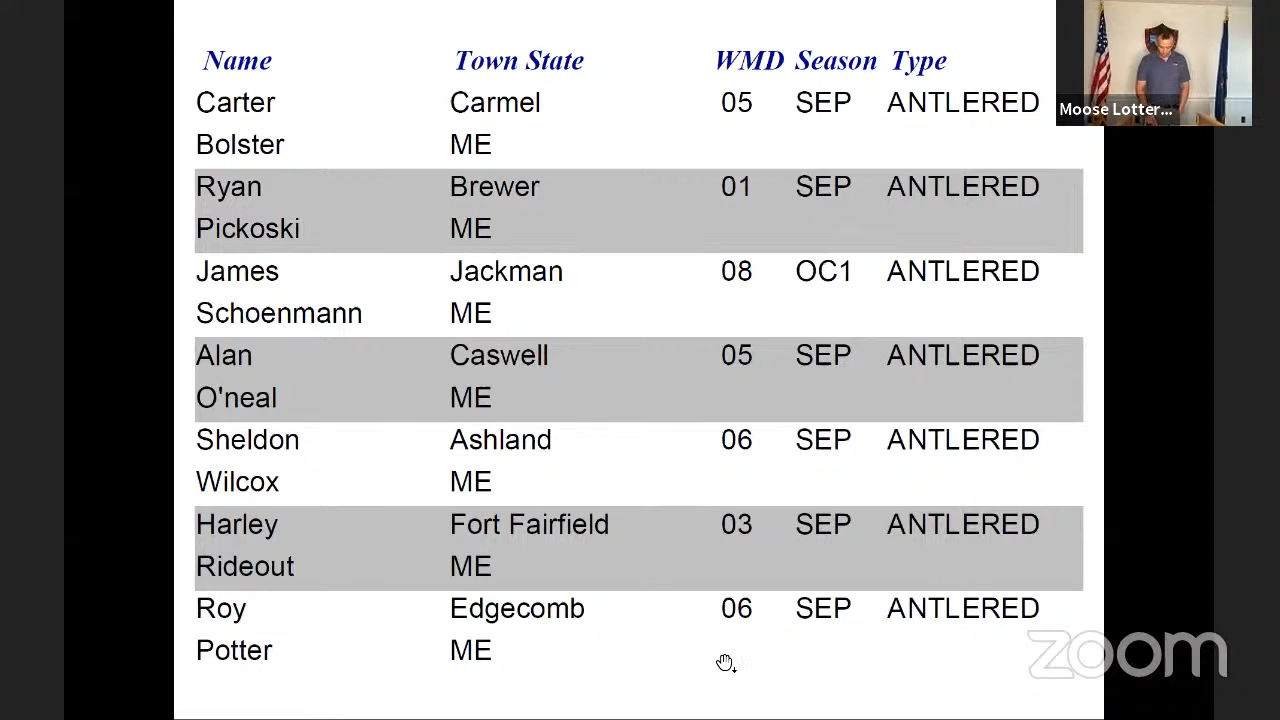 Name Town State WMD Season Type
Carter Carmel 05 SEP ANTLERED
Bolster ME
Ryan Brewer 01 SEP ANTLERED
Pickoski ME
James Jackman 08 OC1 ANTLERED
Schoenmann ME
Alan Caswell 05 SEP ANTLERED
O'neal ME
Sheldon Ashland 06 SEP ANTLERED
Wilcox ME
Harley Fort Fairfield 03 SEP ANTLERED
Rideout ME
Roy Edgecomb 06 SEP ANTLERED
Potter ME
Moose Lotter...
zoom